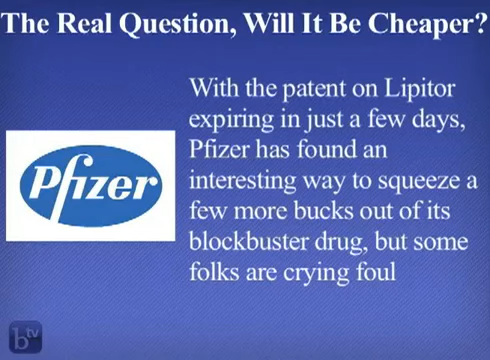 The Real Question, Will It Be Cheaper?
With the patent on Lipitor
expiring in just a few days,
Pfizer has found an
interesting way to squeeze a
few more bucks out of its
blockbuster drug, but some
folks are crying foul
Pfizer
btv